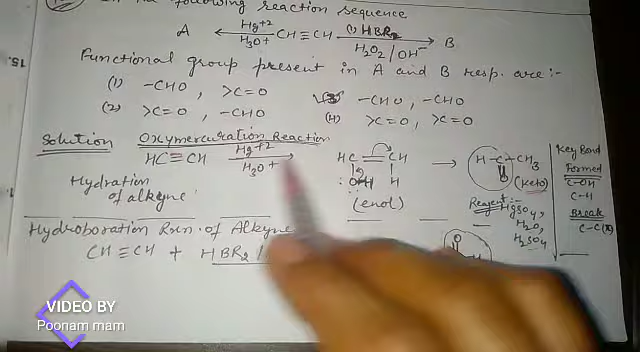 following reaction sequence
A ←Hg+2/H3O+ CH≡CH (1) HBR2/H2O2/OH- → B
Functional group present in A and B resp. are:-
(1) -CHO, >C=O
(3) -CHO, -CHO
(2) >C=O, -CHO
(4) >C=O, >C=O
15.
Solution Oxymercuration Reaction
HC≡CH Hg+2/H3O+ →
HC=CH
:OH H
(enol)
→ H-C-CH3
(Keto)
Hydration of alkyne
Reagent: HgSO4,
H2O,
H2SO4
Key Bond
Formed
C-OH
C-H
Break
C-C(π)
1.
Hydroboration Rxn. of Alkyne
CH≡CH + HBR2
VIDEO BY
Poonam mam